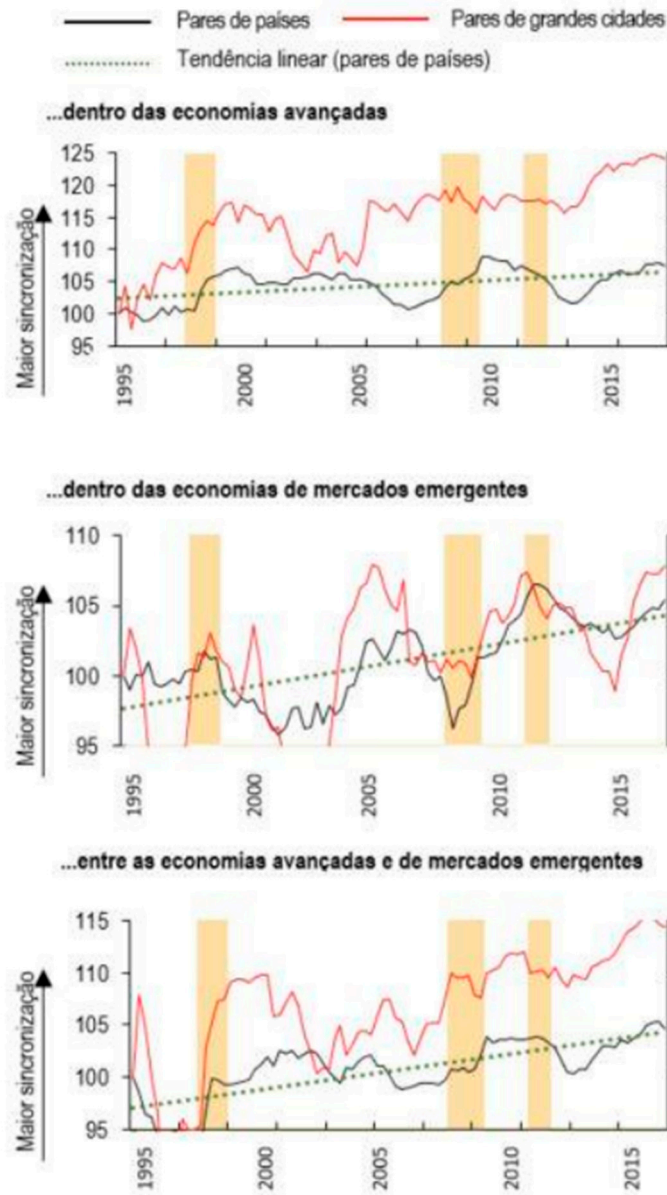 Pares de países Pares de grandes cidades
Tendência linear (pares de países)
...dentro das economias avançadas
Maior sincronização
125
120
115
110
105
100
95
1995 2000 2005 2010 2015
...dentro das economias de mercados emergentes
Maior sincronização
110
105
100
95
1995 2000 2005 2010 2015
...entre as economias avançadas e de mercados emergentes
Maior sincronização
115
110
105
100
95
1995 2000 2005 2010 2015